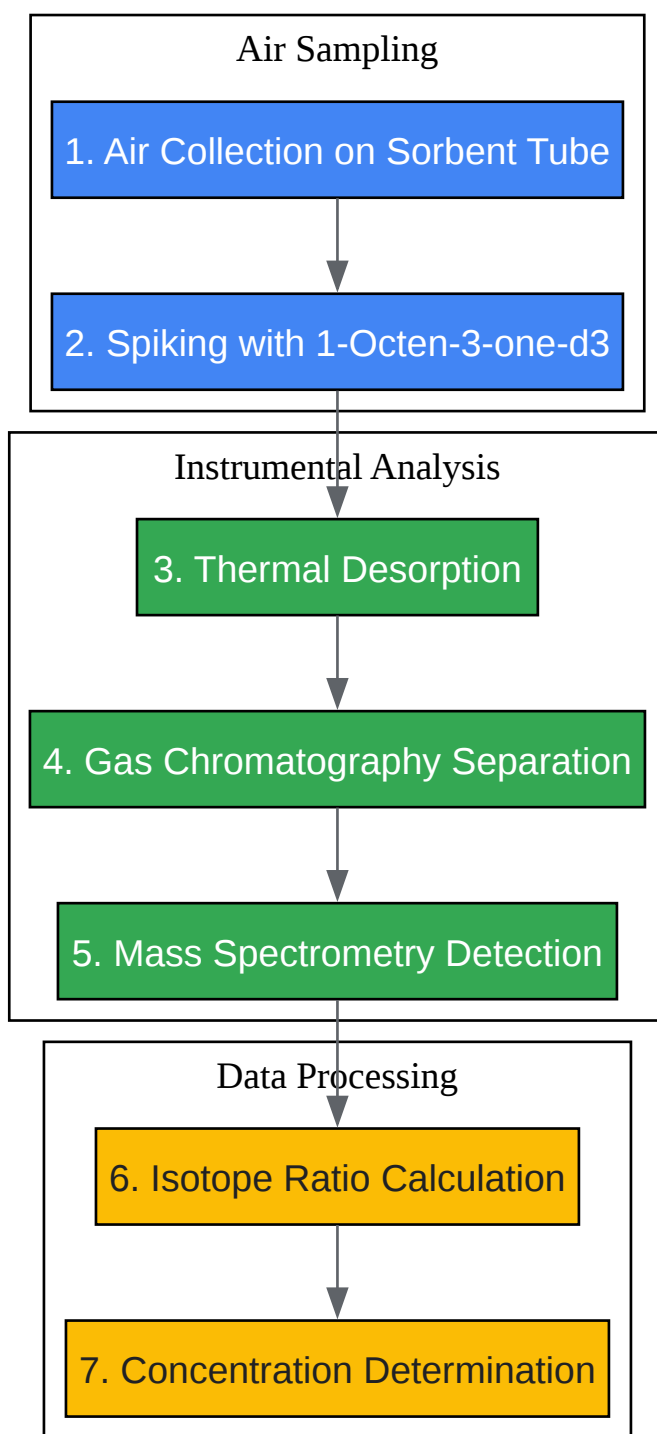 Air Sampling
1. Air Collection on Sorbent Tube
2. Spiking with 1-Octen-3-one-d3
Instrumental Analysis
3. Thermal Desorption
4. Gas Chromatography Separation
5. Mass Spectrometry Detection
Data Processing
6. Isotope Ratio Calculation
7. Concentration Determination